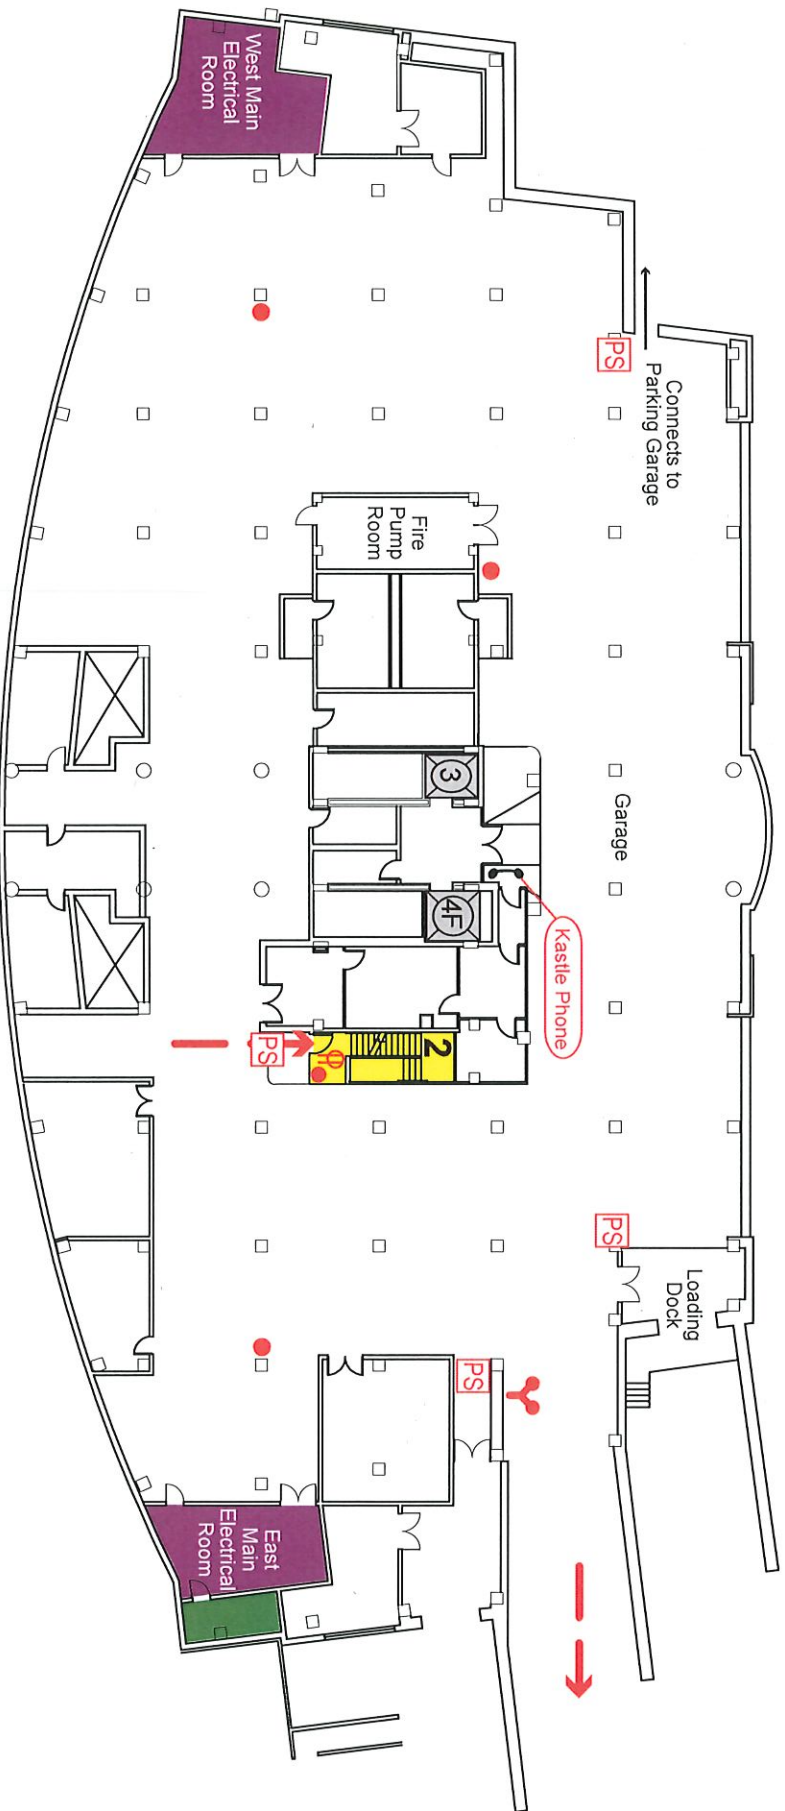 West Main
Electrical
Room
PS
Connects to
Parking Garage
Fire
Pump
Room
3
Garage
4F
Kastle Phone
PS
2
PS
Loading
Dock
PS
East
Main
Electrical
Room